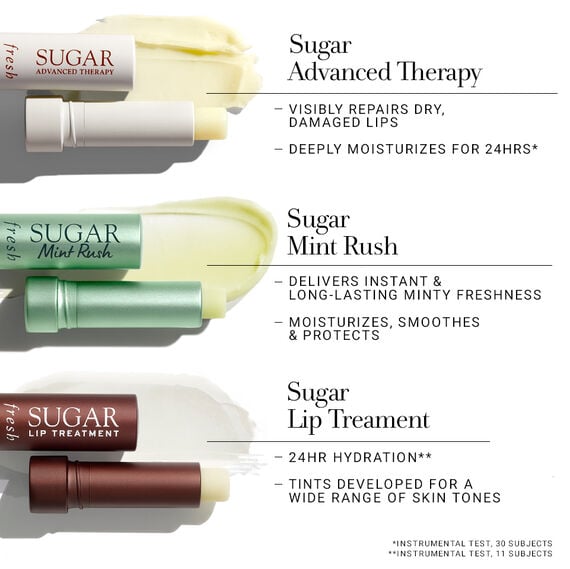 fresh
SUGAR
ADVANCED THERAPY
Sugar
Advanced Therapy
– VISIBLY REPAIRS DRY,
DAMAGED LIPS
– DEEPLY MOISTURIZES FOR 24HRS*
fresh
SUGAR
Mint Rush
Sugar
Mint Rush
– DELIVERS INSTANT &
LONG-LASTING MINTY FRESHNESS
– MOISTURIZES, SMOOTHES
& PROTECTS
fresh
SUGAR
LIP TREATMENT
Sugar
Lip Treament
– 24HR HYDRATION**
– TINTS DEVELOPED FOR A
WIDE RANGE OF SKIN TONES
*INSTRUMENTAL TEST, 30 SUBJECTS
**INSTRUMENTAL TEST, 11 SUBJECTS